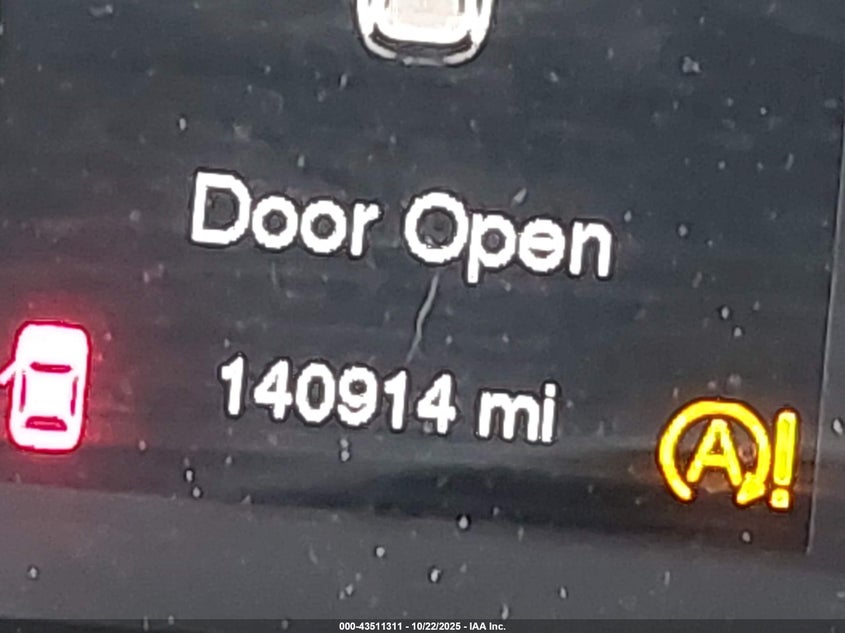 Door Open
140914 mi
A!
000-43511311 - 10/22/2025 - IAA Inc.